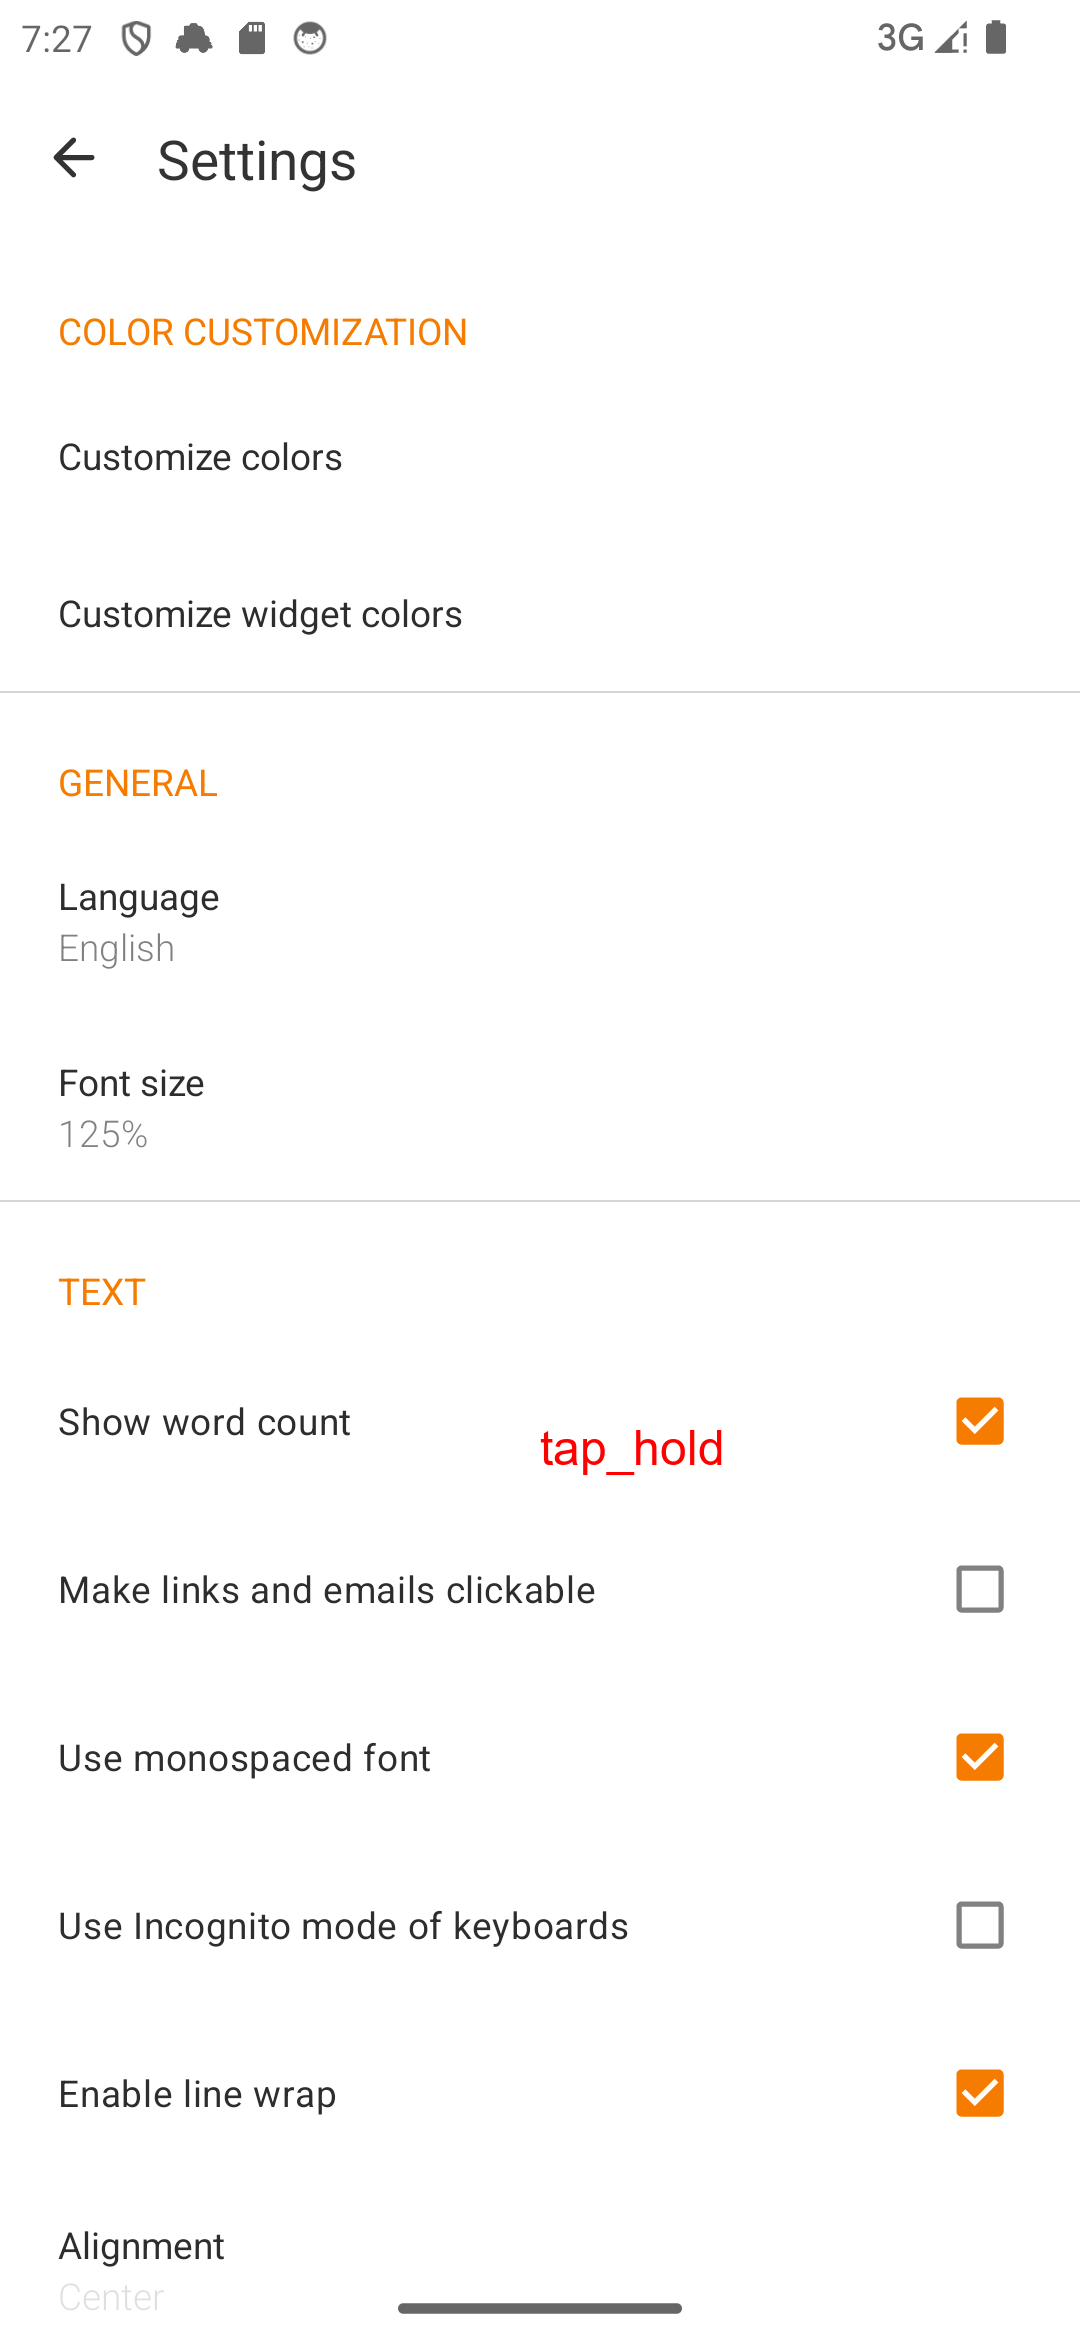 7:27 3G
Settings
COLOR CUSTOMIZATION
Customize colors
Customize widget colors
GENERAL
Language
English
Font size
125%
TEXT
Show word count
tap_hold
Make links and emails clickable
Use monospaced font
Use Incognito mode of keyboards
Enable line wrap
Alignment
Center